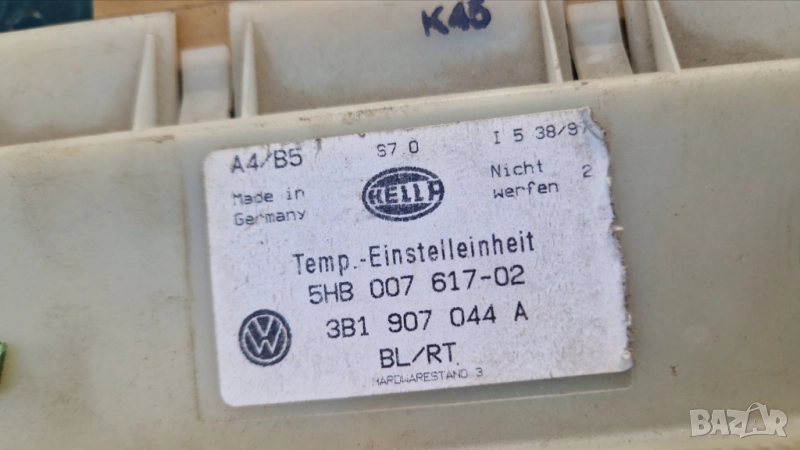 K45
A4/B5 S7.0 I 5 38/97
Made in
Germany
HELLA
Nicht 2
werfen
Temp.-Einstelleinheit
5HB 007 617-02
3B1 907 044 A
BL/RT
HARDWARESTAND 3
VW
BAZAR